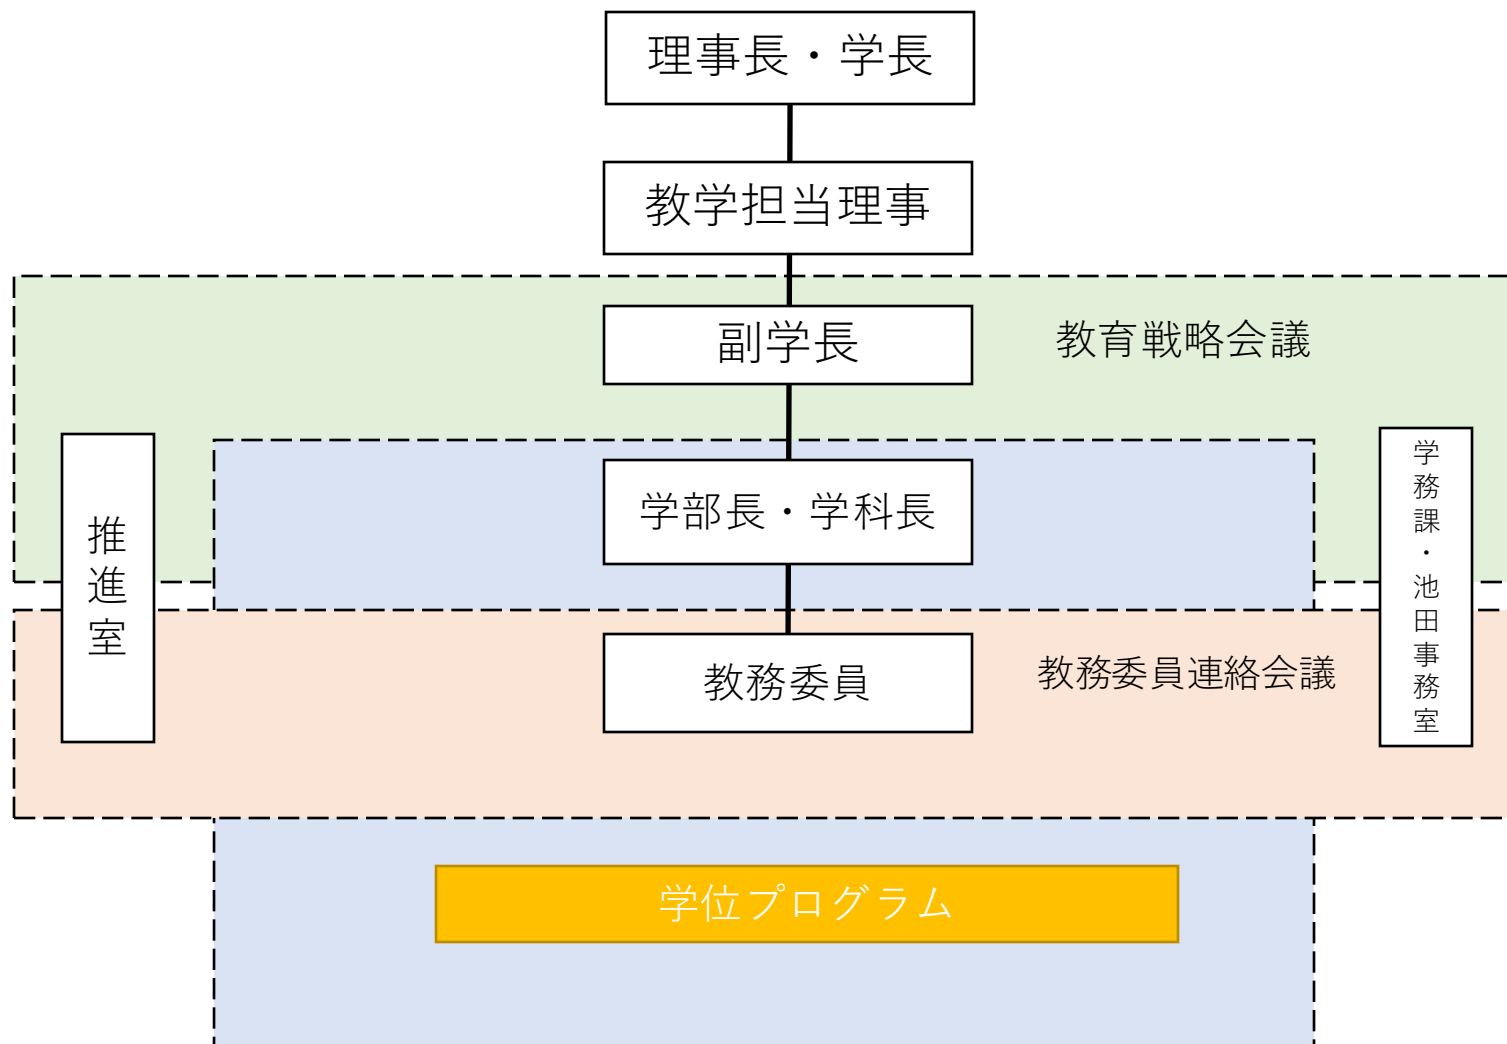 理事長・学長
教学担当理事
副学長
教育戦略会議
学部長・学科長
推進室
学務課・池田事務室
教務委員
教務委員連絡会議
学位プログラム